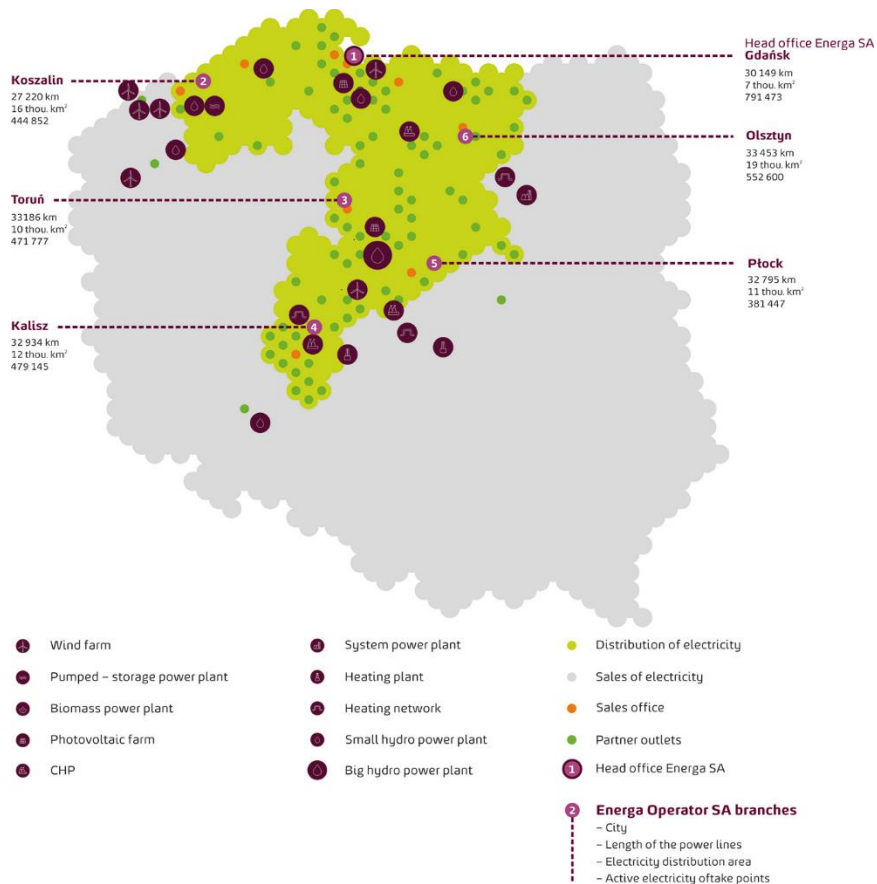 Head office Energa SA
Gdańsk
30 149 km
7 thou. km²
791 473
Koszalin
27 220 km
16 thou. km²
444 852
Olsztyn
33 453 km
19 thou. km²
552 600
Toruń
33186 km
10 thou. km²
471 777
Płock
32 795 km
11 thou. km²
381 447
Kalisz
32 934 km
12 thou. km²
479 145
1
2
6
3
5
4
Wind farm
Pumped – storage power plant
Biomass power plant
Photovoltaic farm
CHP
System power plant
Heating plant
Heating network
Small hydro power plant
Big hydro power plant
Distribution of electricity
Sales of electricity
Sales office
Partner outlets
1 Head office Energa SA
2 Energa Operator SA branches
– City
– Length of the power lines
– Electricity distribution area
– Active electricity oftake points